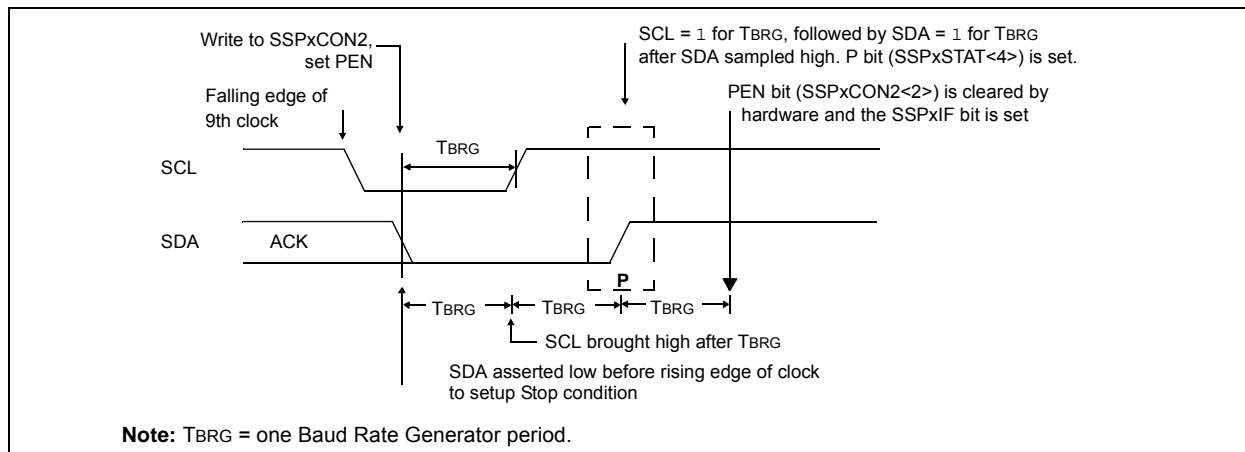 Write to SSPxCON2,
set PEN
SCL = 1 for TBRG, followed by SDA = 1 for TBRG
after SDA sampled high. P bit (SSPxSTAT<4>) is set.
Falling edge of
9th clock
PEN bit (SSPxCON2<2>) is cleared by
hardware and the SSPxIF bit is set
TBRG
SCL
SDA
ACK
P
TBRG
TBRG
TBRG
SCL brought high after TBRG
SDA asserted low before rising edge of clock
to setup Stop condition
Note: TBRG = one Baud Rate Generator period.